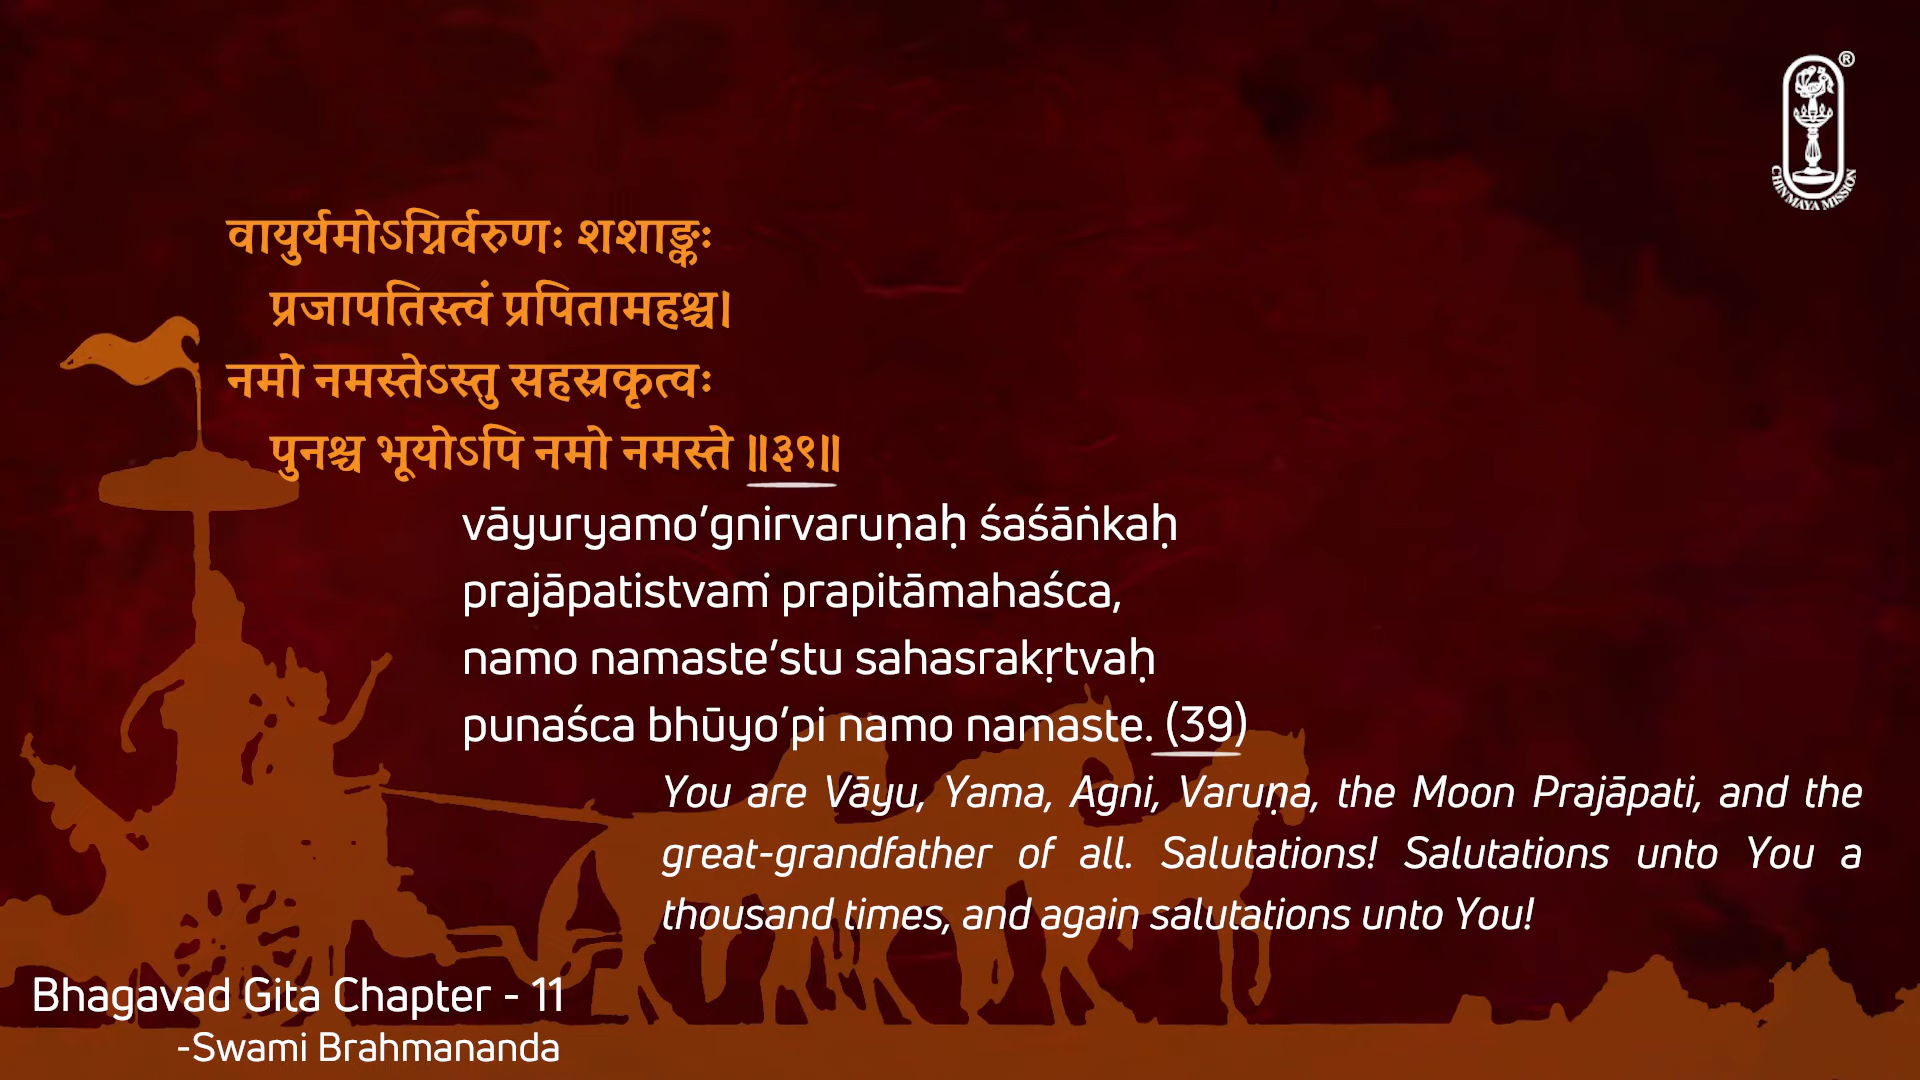 ®
CHINMAYA MISSION
वायुर्यमोऽग्निर्वरुणः शशाङ्कः
प्रजापतिस्त्वं प्रपितामहश्च।
नमो नमस्तेऽस्तु सहस्रकृत्वः
पुनश्च भूयोऽपि नमो नमस्ते ॥३९॥
vāyuryamo’gnirvaruṇaḥ śaśāṅkaḥ
prajāpatistvaṁ prapitāmahaśca,
namo namaste’stu sahasrakṛtvaḥ
punaśca bhūyo’pi namo namaste. (39)
You are Vāyu, Yama, Agni, Varuṇa, the Moon Prajāpati, and the
great-grandfather of all. Salutations! Salutations unto You a
thousand times, and again salutations unto You!
Bhagavad Gita Chapter - 11
-Swami Brahmananda